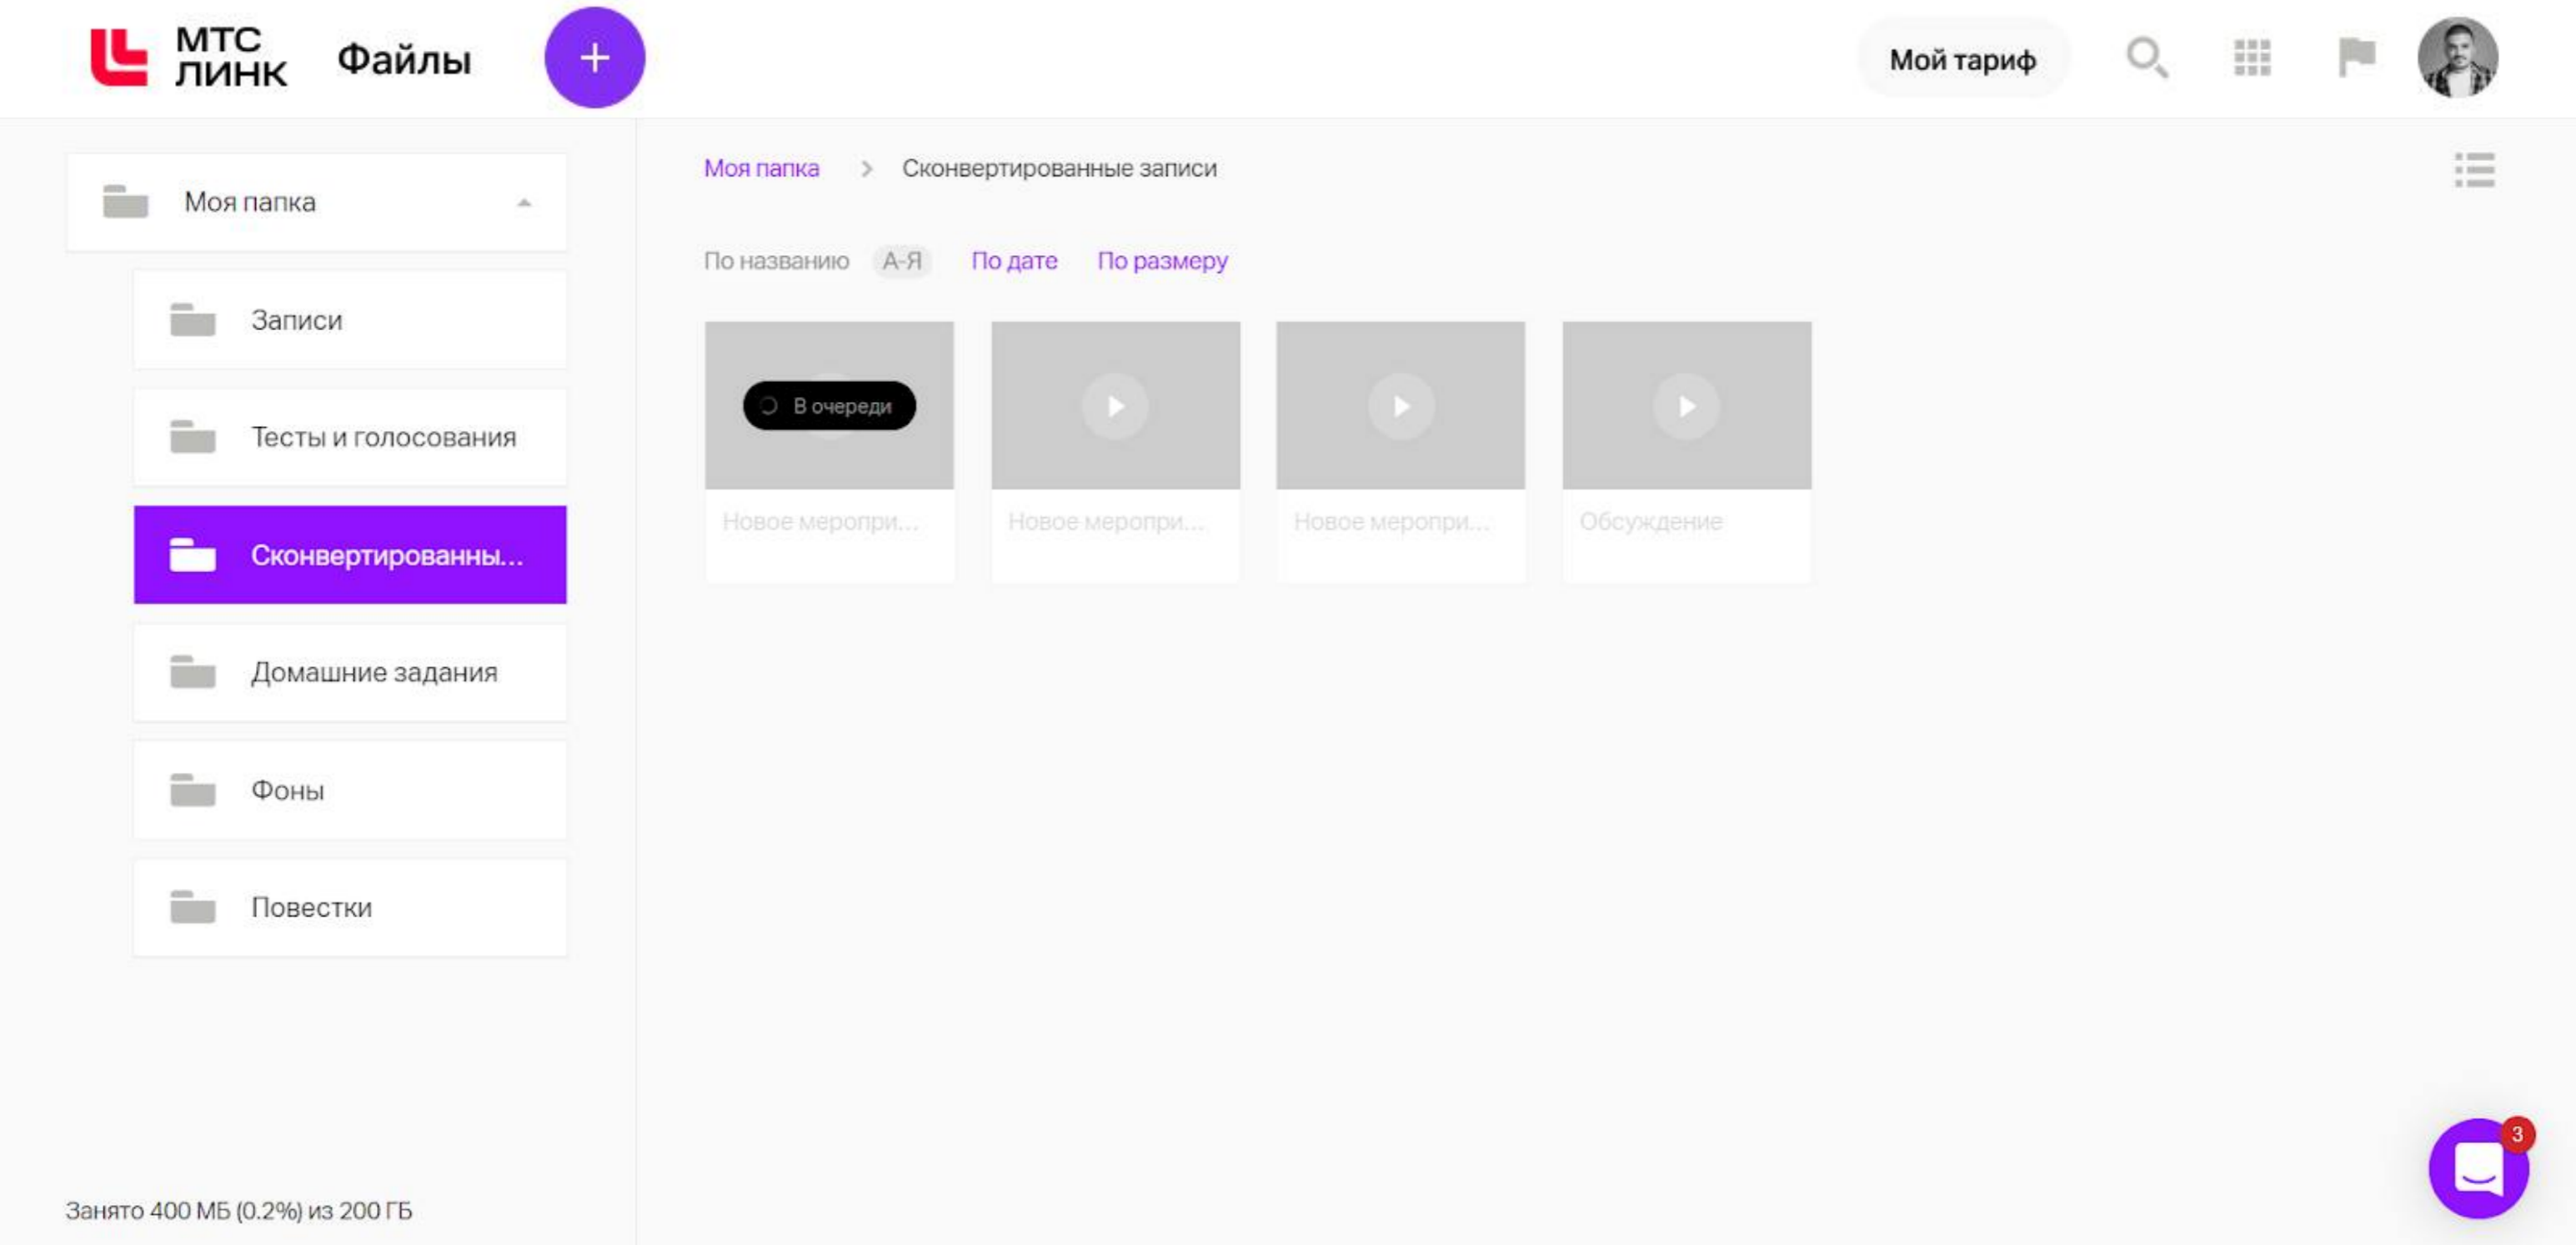 МТС
ЛИНК
Файлы
Мой тариф
Моя папка
Записи
Тесты и голосования
Сконвертированны...
Домашние задания
Фоны
Повестки
Занято 400 МБ (0.2%) из 200 ГБ
Моя папка > Сконвертированные записи
По названию А-Я По дате По размеру
В очереди
Новое меропри...
Новое меропри...
Новое меропри...
Обсуждение
3